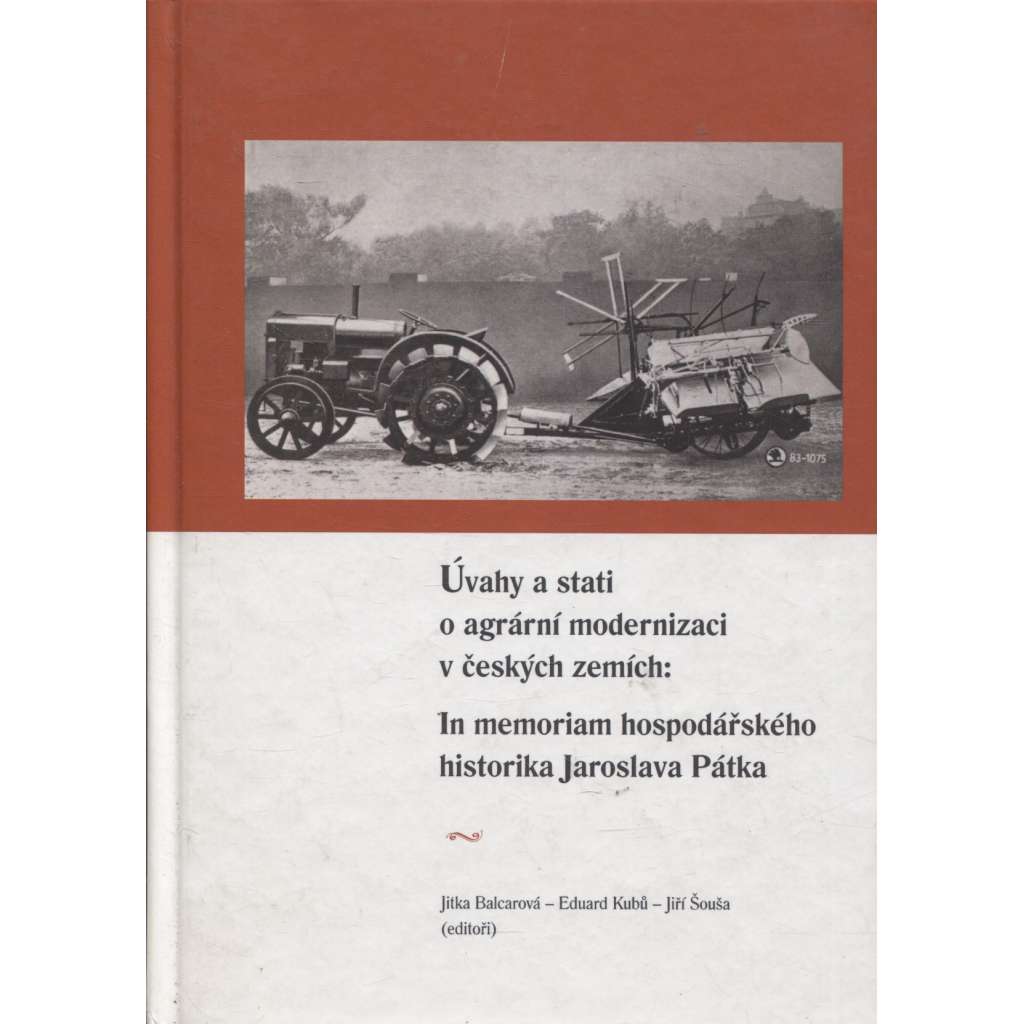 83-1075
Úvahy a stati
o agrární modernizaci
v českých zemích:
In memoriam hospodářského
historika Jaroslava Pátka
Jitka Balcarová – Eduard Kubů – Jiří Šouša
(editoři)